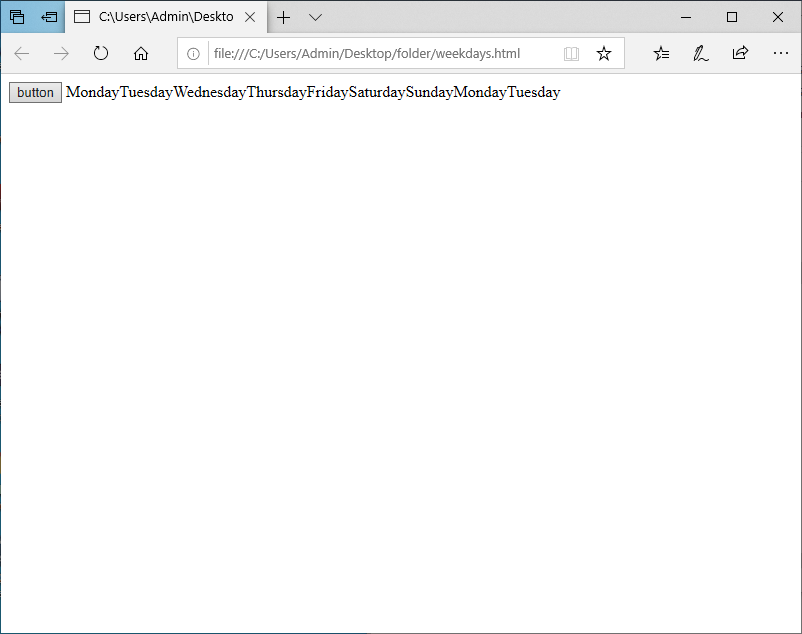 C:\Users\Admin\Deskto
file:///C:/Users/Admin/Desktop/folder/weekdays.html
button MondayTuesdayWednesdayThursdayFridaySaturdaySundayMondayTuesday